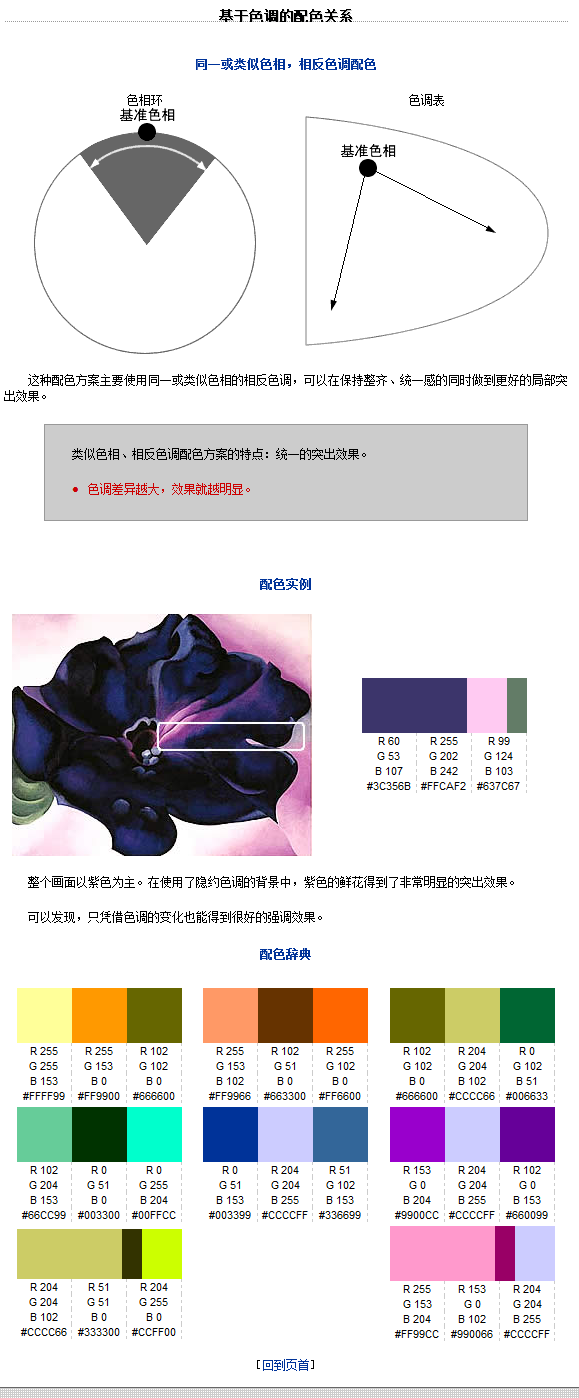 基于色调的配色关系
同一或类似色相，相反色调配色
色相环
基准色相
色调表
基准色相
这种配色方案主要使用同一或类似色相的相反色调，可以在保持整齐、统一感的同时做到更好的局部突
出效果。
类似色相、相反色调配色方案的特点：统一的突出效果。
● 色调差异越大，效果就越明显。
配色实例
R 60 R 255 R 99
G 53 G 202 G 124
B 107 B 242 B 103
#3C356B #FFCAF2 #637C67
整个画面以紫色为主。在使用了隐约色调的背景中，紫色的鲜花得到了非常明显的突出效果。
可以发现，只凭借色调的变化也能得到很好的强调效果。
配色辞典
R 255 R 255 R 102 R 255 R 102 R 255 R 102 R 204 R 0
G 255 G 153 G 102 G 153 G 51 G 102 G 102 G 204 G 102
B 153 B 0 B 0 B 102 B 0 B 0 B 0 B 102 B 51
#FFFF99 #FF9900 #666600 #FF9966 #663300 #FF6600 #666600 #CCCC66 #006633
R 102 R 0 R 0 R 0 R 204 R 51 R 153 R 204 R 102
G 204 G 51 G 255 G 51 G 204 G 102 G 0 G 204 G 0
B 153 B 0 B 204 B 153 B 255 B 153 B 204 B 255 B 153
#66CC99 #003300 #00FFCC #003399 #CCCCFF #336699 #9900CC #CCCCFF #660099
R 204 R 51 R 204 R 255 R 153 R 204
G 204 G 51 G 255 G 153 G 0 G 204
B 102 B 0 B 0 B 204 B 102 B 255
#CCCC66 #333300 #CCFF00 #FF99CC #990066 #CCCCFF
[回到页首]